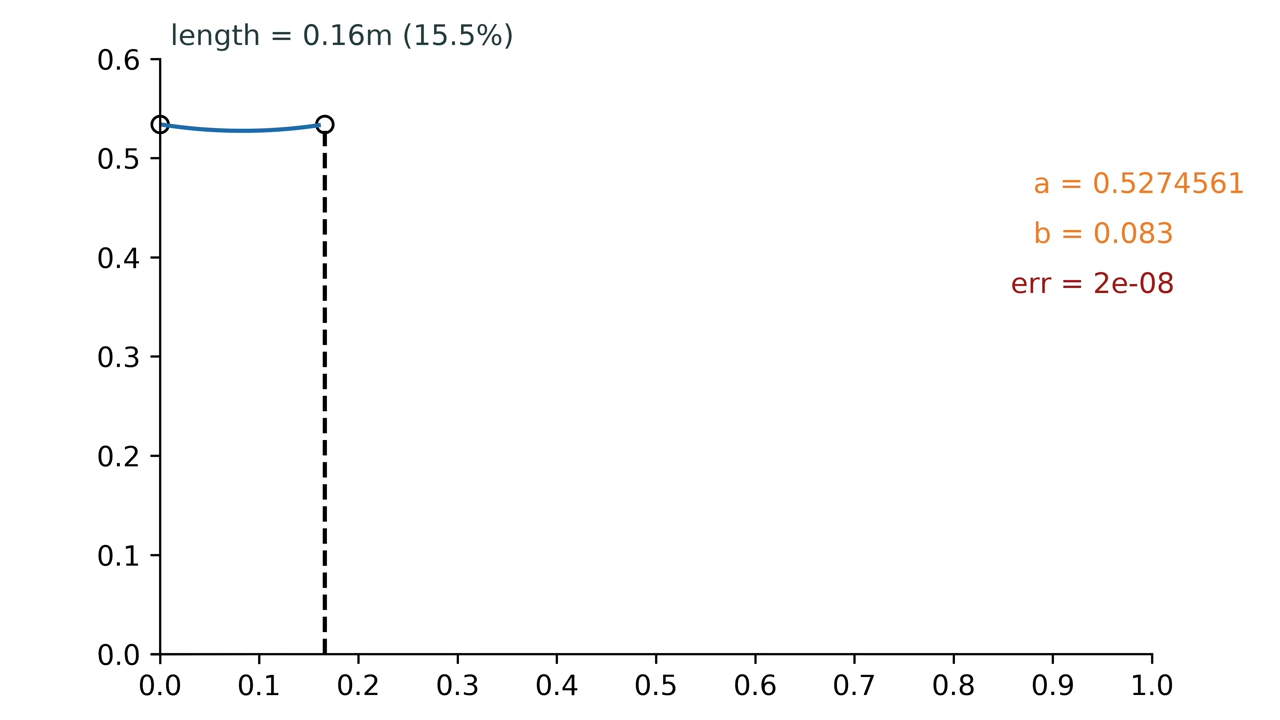 length = 0.16m (15.5%)
0.6
0.5
a = 0.5274561
b = 0.083
0.4
err = 2e-08
0.3
0.2
0.1
0.0
0.0 0.1 0.2 0.3 0.4 0.5 0.6 0.7 0.8 0.9 1.0